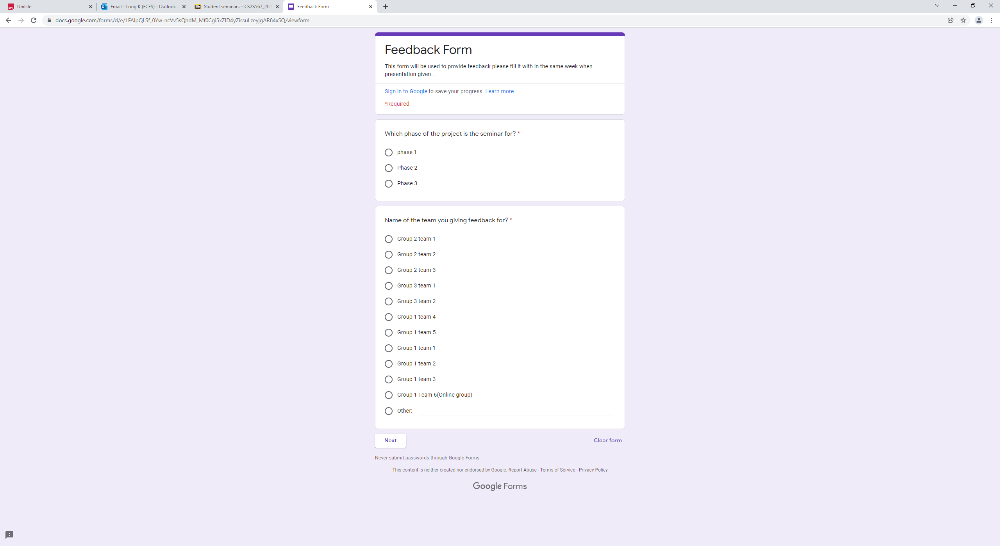 UniLife
Email - Long K (FCES) - Outlook
Student seminars – CS2S567_202
Feedback Form
docs.google.com/forms/d/e/1FAIpQLSf_0Yw-ncVv5sQhdM_Mf0Cgi5xZID4yZissuLzeyjgAR84xSQ/viewform
Feedback Form
This form will be used to provide feedback please fill it with in the same week when
presentation given .
Sign in to Google to save your progress. Learn more
*Required
Which phase of the project is the seminar for? *
phase 1
Phase 2
Phase 3
Name of the team you giving feedback for? *
Group 2 team 1
Group 2 team 2
Group 2 team 3
Group 3 team 1
Group 3 team 2
Group 1 team 4
Group 1 team 5
Group 1 team 1
Group 1 team 2
Group 1 team 3
Group 1 Team 6(Online group)
Other:
Next
Clear form
Never submit passwords through Google Forms.
This content is neither created nor endorsed by Google. Report Abuse - Terms of Service - Privacy Policy
Google Forms